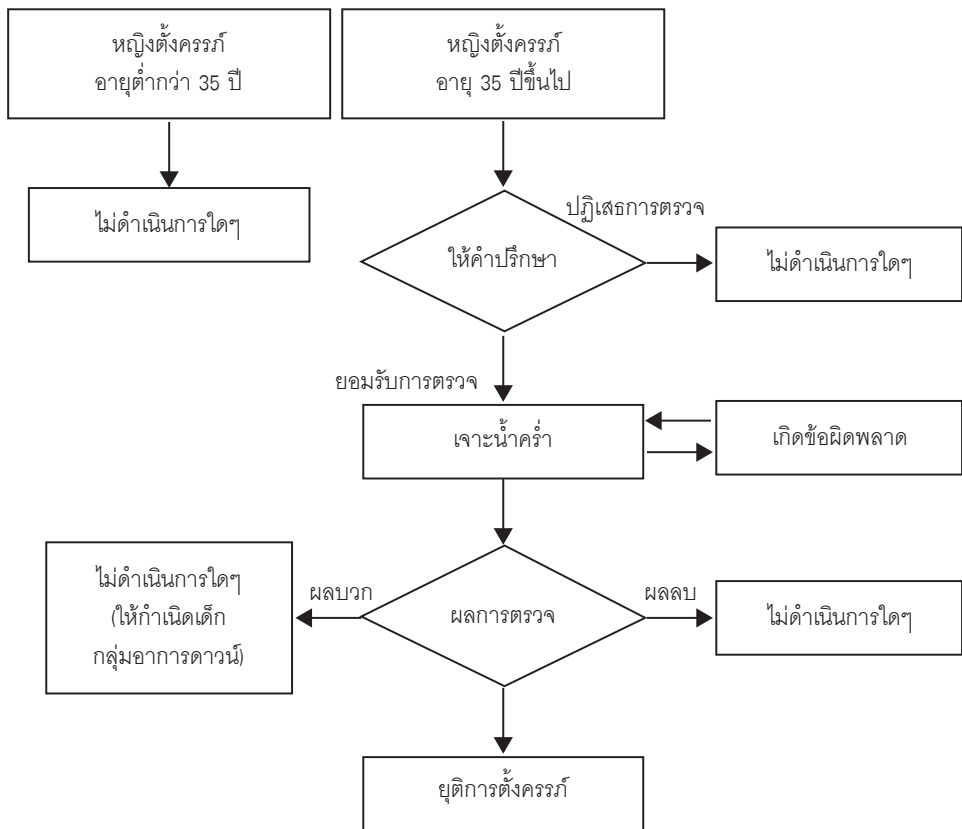 หญิงตั้งครรภ์
อายุต่ำกว่า 35 ปี
หญิงตั้งครรภ์
อายุ 35 ปีขึ้นไป
ไม่ดำเนินการใดๆ
ปฏิเสธการตรวจ
ให้คำปรึกษา
ไม่ดำเนินการใดๆ
ยอมรับการตรวจ
เจาะน้ำคร่ำ
เกิดข้อผิดพลาด
ไม่ดำเนินการใดๆ
(ให้กำเนิดเด็ก
กลุ่มอาการดาวน์)
ผลบวก
ผลการตรวจ
ผลลบ
ไม่ดำเนินการใดๆ
ยุติการตั้งครรภ์